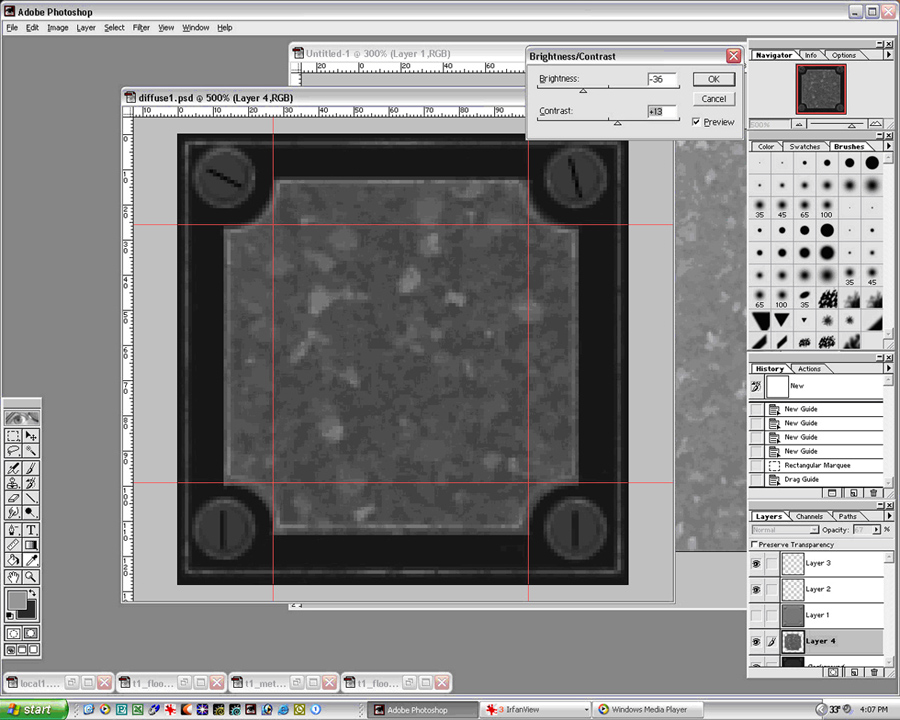 Adobe Photoshop
File Edit Image Layer Select Filter View Window Help
Untitled-1 @ 300% (Layer 1,RGB)
diffuse1.psd @ 500% (Layer 4,RGB)
Brightness/Contrast
Brightness: -36
OK
Cancel
Contrast: +13
Preview
Navigator Info Options
Color Swatches Brushes
35 45 65 100
35 45
65 100 35
History Actions
New
New Guide
New Guide
New Guide
New Guide
Rectangular Marquee
Drag Guide
Layers Channels Paths
Normal Opacity: 67 %
Preserve Transparency
Layer 3
Layer 2
Layer 1
Layer 4
local1....
t1_floo...
t1_met...
t1_floo...
start
Adobe Photoshop
3 IrfanView
Windows Media Player
33°
4:07 PM